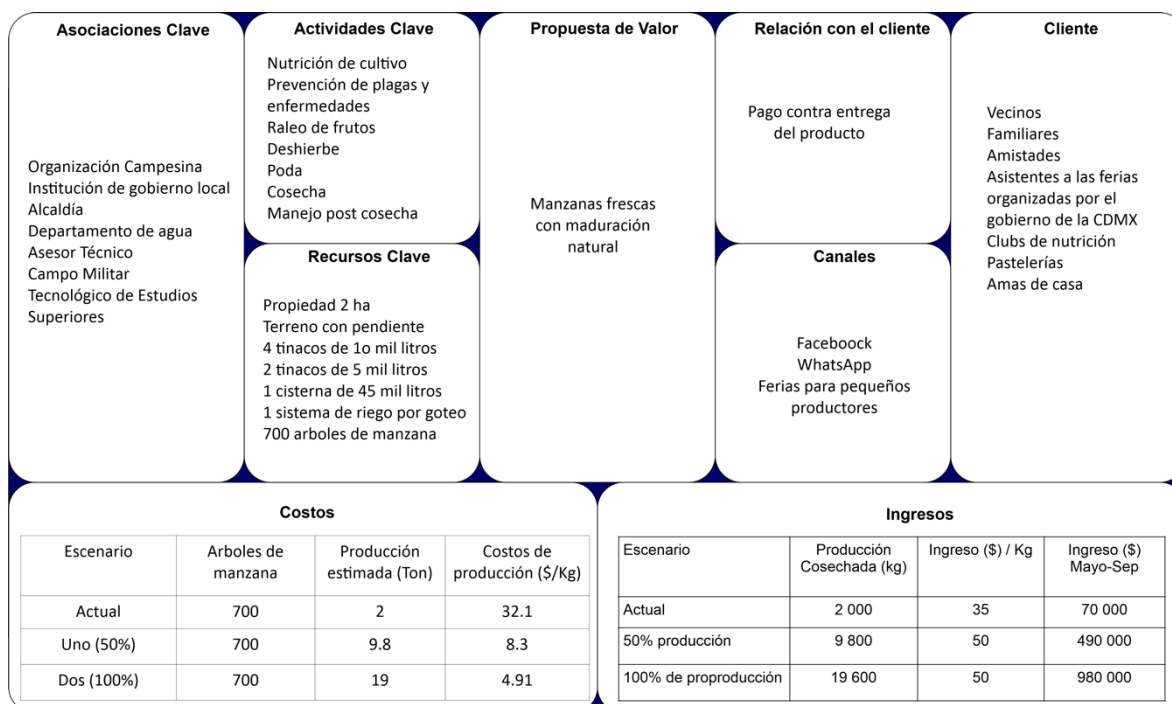 Asociaciones Clave
Organización Campesina
Institución de gobierno local
Alcaldía
Departamento de agua
Asesor Técnico
Campo Militar
Tecnológico de Estudios
Superiores
Actividades Clave
Nutrición de cultivo
Prevención de plagas y
enfermedades
Raleo de frutos
Deshierbe
Poda
Cosecha
Manejo post cosecha
Recursos Clave
Propiedad 2 ha
Terreno con pendiente
4 tinacos de 1o mil litros
2 tinacos de 5 mil litros
1 cisterna de 45 mil litros
1 sistema de riego por goteo
700 arboles de manzana
Propuesta de Valor
Manzanas frescas
con maduración
natural
Relación con el cliente
Pago contra entrega
del producto
Canales
Faceboock
WhatsApp
Ferias para pequeños
productores
Cliente
Vecinos
Familiares
Amistades
Asistentes a las ferias
organizadas por el
gobierno de la CDMX
Clubs de nutrición
Pastelerías
Amas de casa
Costos
Escenario Arboles de manzana Producción estimada (Ton) Costos de producción ($/Kg)
Actual 700 2 32.1
Uno (50%) 700 9.8 8.3
Dos (100%) 700 19 4.91
Ingresos
Escenario Producción Cosechada (kg) Ingreso ($) / Kg Ingreso ($) Mayo-Sep
Actual 2 000 35 70 000
50% producción 9 800 50 490 000
100% de proproducción 19 600 50 980 000